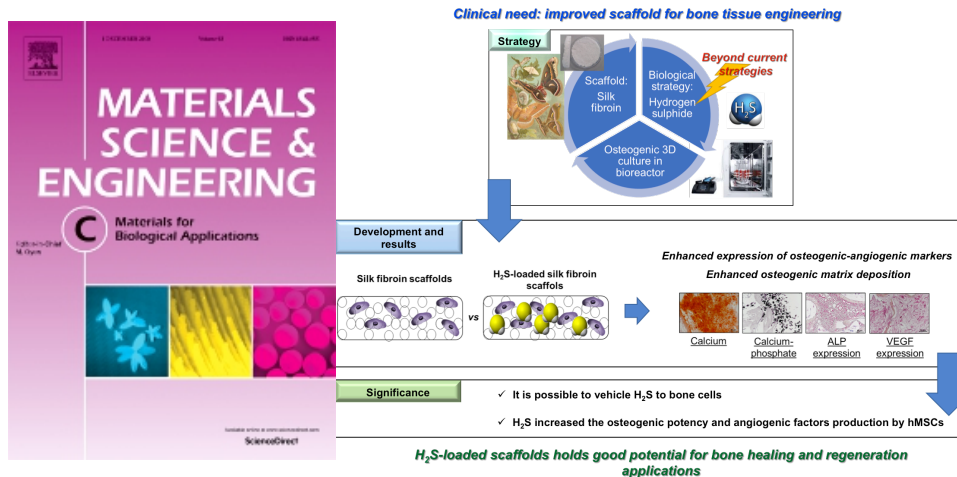 Clinical need: improved scaffold for bone tissue engineering
ELSEVIER
MATERIALS
SCIENCE &
ENGINEERING
C
Materials for
Biological Applications
ScienceDirect
Strategy
Beyond current
strategies
Scaffold:
Silk
fibroin
Biological
strategy:
Hydrogen
sulphide
H2S
Osteogenic 3D
culture in
bioreactor
Development and
results
Enhanced expression of osteogenic-angiogenic markers
Enhanced osteogenic matrix deposition
Silk fibroin scaffolds
H2S-loaded silk fibroin
scaffols
vs
Calcium
Calcium-
phosphate
ALP
expression
VEGF
expression
Significance
✓ It is possible to vehicle H2S to bone cells
✓ H2S increased the osteogenic potency and angiogenic factors production by hMSCs
H2S-loaded scaffolds holds good potential for bone healing and regeneration
applications